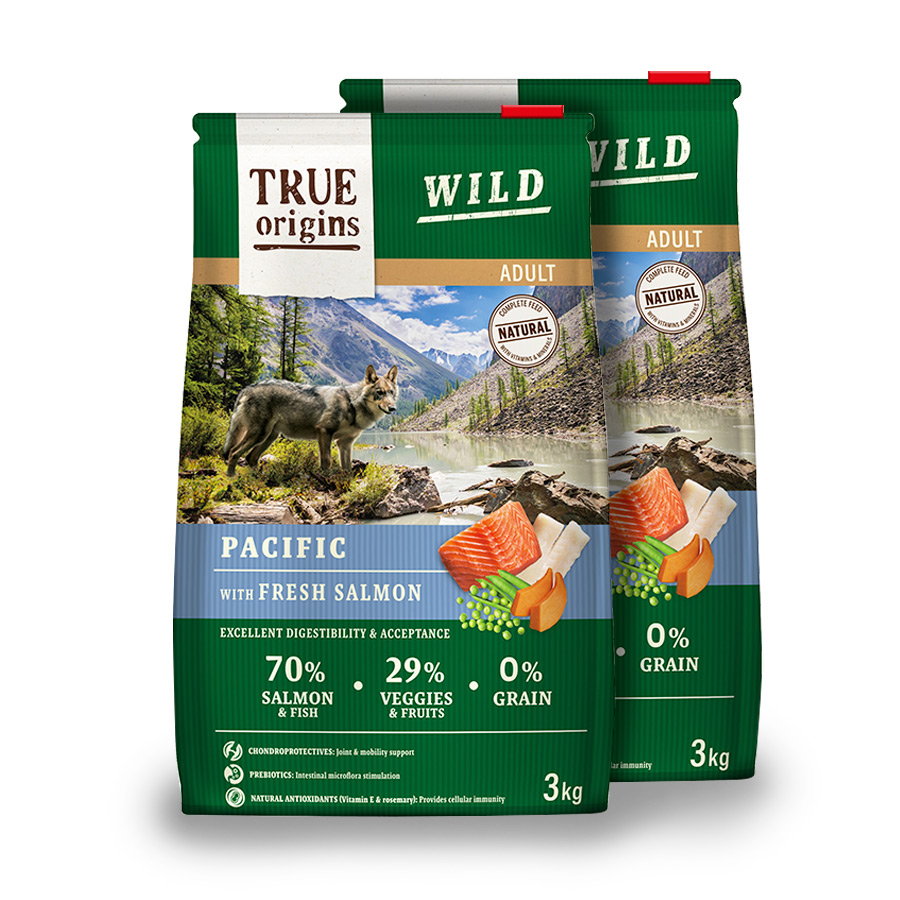 TRUE
origins
WILD
ADULT
COMPLETE FEED
NATURAL
WITH VITAMINS & MINERALS
PACIFIC
WITH FRESH SALMON
EXCELLENT DIGESTIBILITY & ACCEPTANCE
70% • 29% • 0%
SALMON VEGGIES GRAIN
& FISH & FRUITS
CHONDROPROTECTIVES: Joint & mobility support
PREBIOTICS: Intestinal microflora stimulation
NATURAL ANTIOXIDANTS (Vitamin E & rosemary): Provides cellular immunity
3kg
WILD
ADULT
COMPLETE FEED
NATURAL
WITH VITAMINS & MINERALS
• 0%
GRAIN
lar immunity
3kg